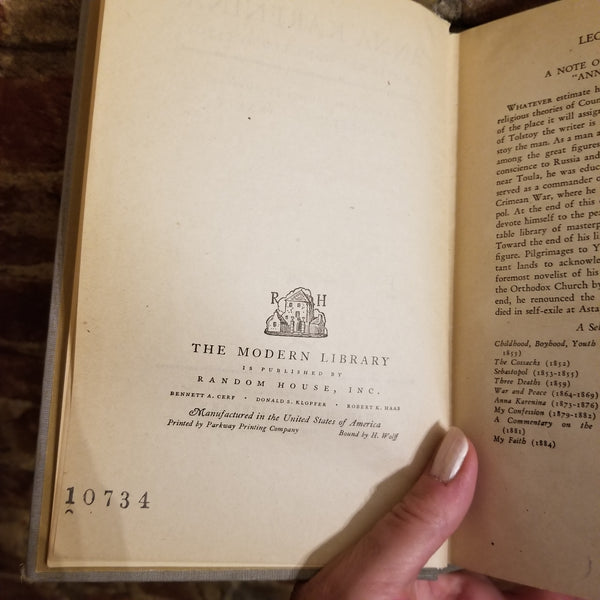 R H
THE MODERN LIBRARY
IS PUBLISHED BY
RANDOM HOUSE, INC.
BENNETT A. CERF · DONALD S. KLOPFER · ROBERT K. HAAS
Manufactured in the United States of America
Printed by Parkway Printing Company Bound by H. Wolff
10734
A NOTE O
"ANN
WHATEVER estimate h
religious theories of Coun
of the place it will assig
of Tolstoy the writer is
stoy the man. As a man a
among the great figures
conscience to Russia and
near Toula, he was educ
served as a commander o
Crimean War, where he
pol. At the end of this
devote himself to the pea
table library of masterp
Toward the end of his li
figure. Pilgrimages to Y
tant lands to acknowle
foremost novelist of his
the Orthodox Church by
end, he renounced the
died in self-exile at Asta
A Se
Childhood, Boyhood, Youth
1855)
The Cossacks (1852)
Sebastopol (1853-1855)
Three Deaths (1859)
War and Peace (1864-1869)
Anna Karenina (1873-1876)
My Confession (1879-1882)
A Commentary on the
(1881)
My Faith (1884)